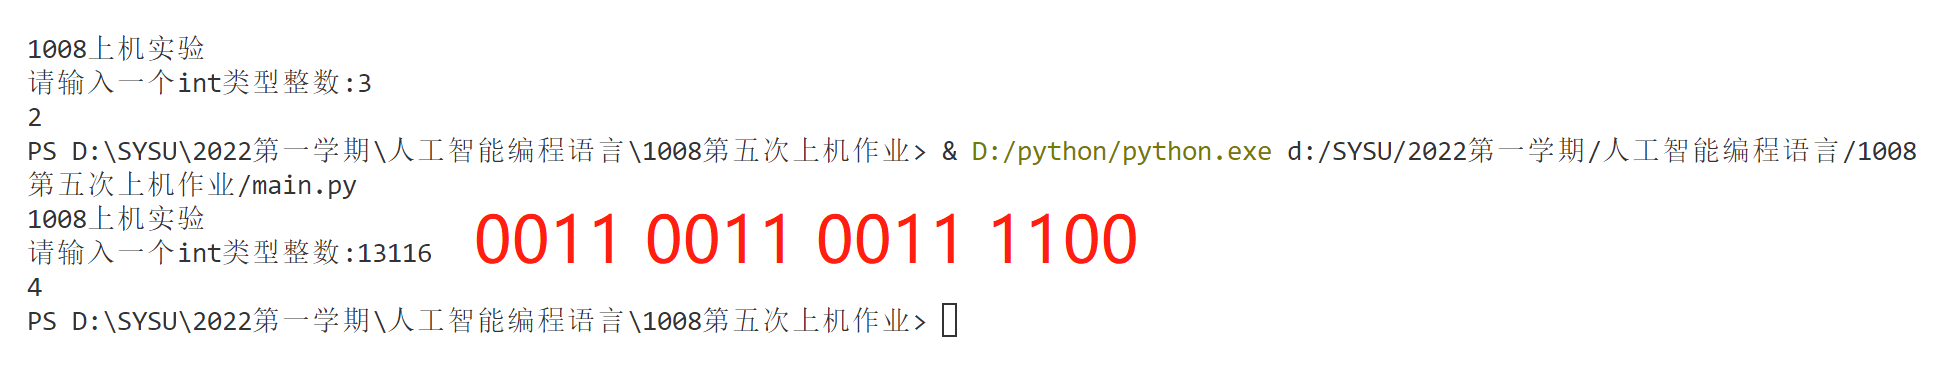 1008上机实验
请输入一个int类型整数:3
2
PS D:\SYSU\2022第一学期\人工智能编程语言\1008第五次上机作业> & D:/python/python.exe d:/SYSU/2022第一学期/人工智能编程语言/1008
第五次上机作业/main.py
1008上机实验
请输入一个int类型整数:13116
0011 0011 0011 1100
4
PS D:\SYSU\2022第一学期\人工智能编程语言\1008第五次上机作业>